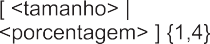 [ <tamanho> |
<porcentagem> ] {1,4}